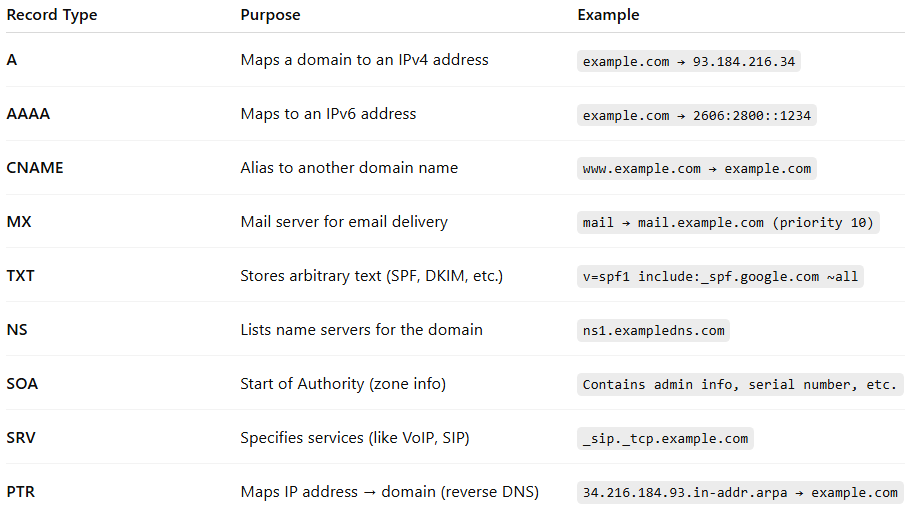 Record Type Purpose Example
A Maps a domain to an IPv4 address example.com → 93.184.216.34
AAAA Maps to an IPv6 address example.com → 2606:2800::1234
CNAME Alias to another domain name www.example.com → example.com
MX Mail server for email delivery mail → mail.example.com (priority 10)
TXT Stores arbitrary text (SPF, DKIM, etc.) v=spf1 include:_spf.google.com ~all
NS Lists name servers for the domain ns1.exampledns.com
SOA Start of Authority (zone info) Contains admin info, serial number, etc.
SRV Specifies services (like VoIP, SIP) _sip._tcp.example.com
PTR Maps IP address → domain (reverse DNS) 34.216.184.93.in-addr.arpa → example.com